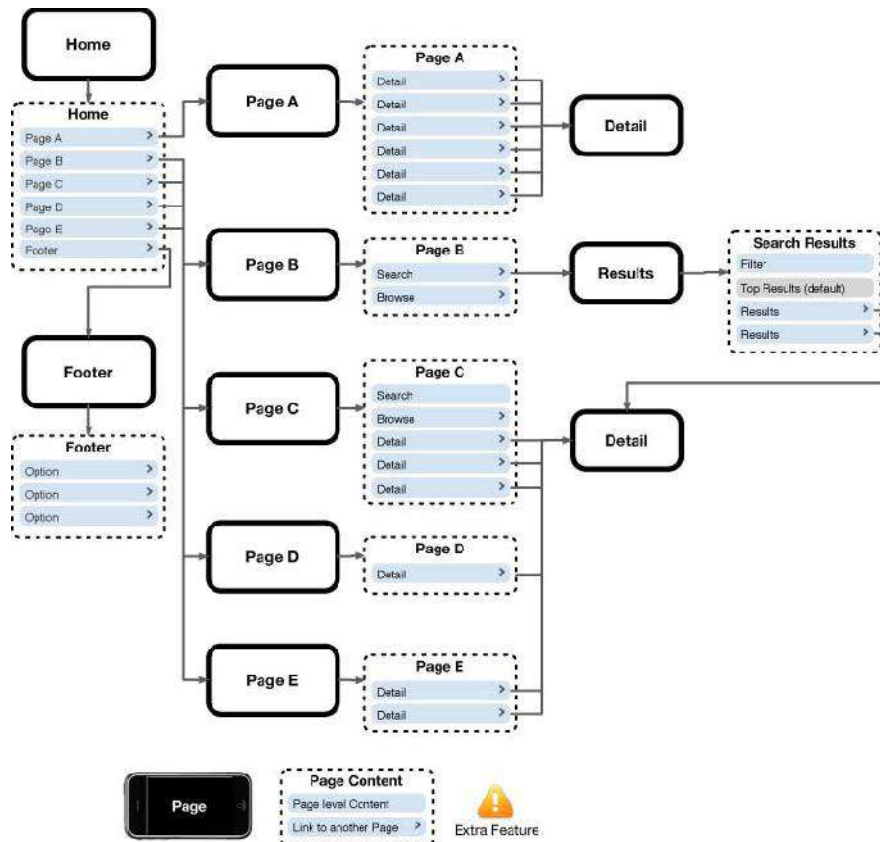 Home
Home
Page A
Page B
Page C
Page D
Page E
Footer
Footer
Footer
Option
Option
Option
Page A
Page A
Detail
Detail
Detail
Detail
Detail
Detail
Detail
Page B
Page B
Search
Browse
Results
Search Results
Filter
Top Results (default)
Results
Results
Page C
Page C
Search
Browse
Detail
Detail
Detail
Detail
Page D
Page D
Detail
Page E
Page E
Detail
Detail
Page
Page Content
Page level Content
Link to another Page
Extra Feature